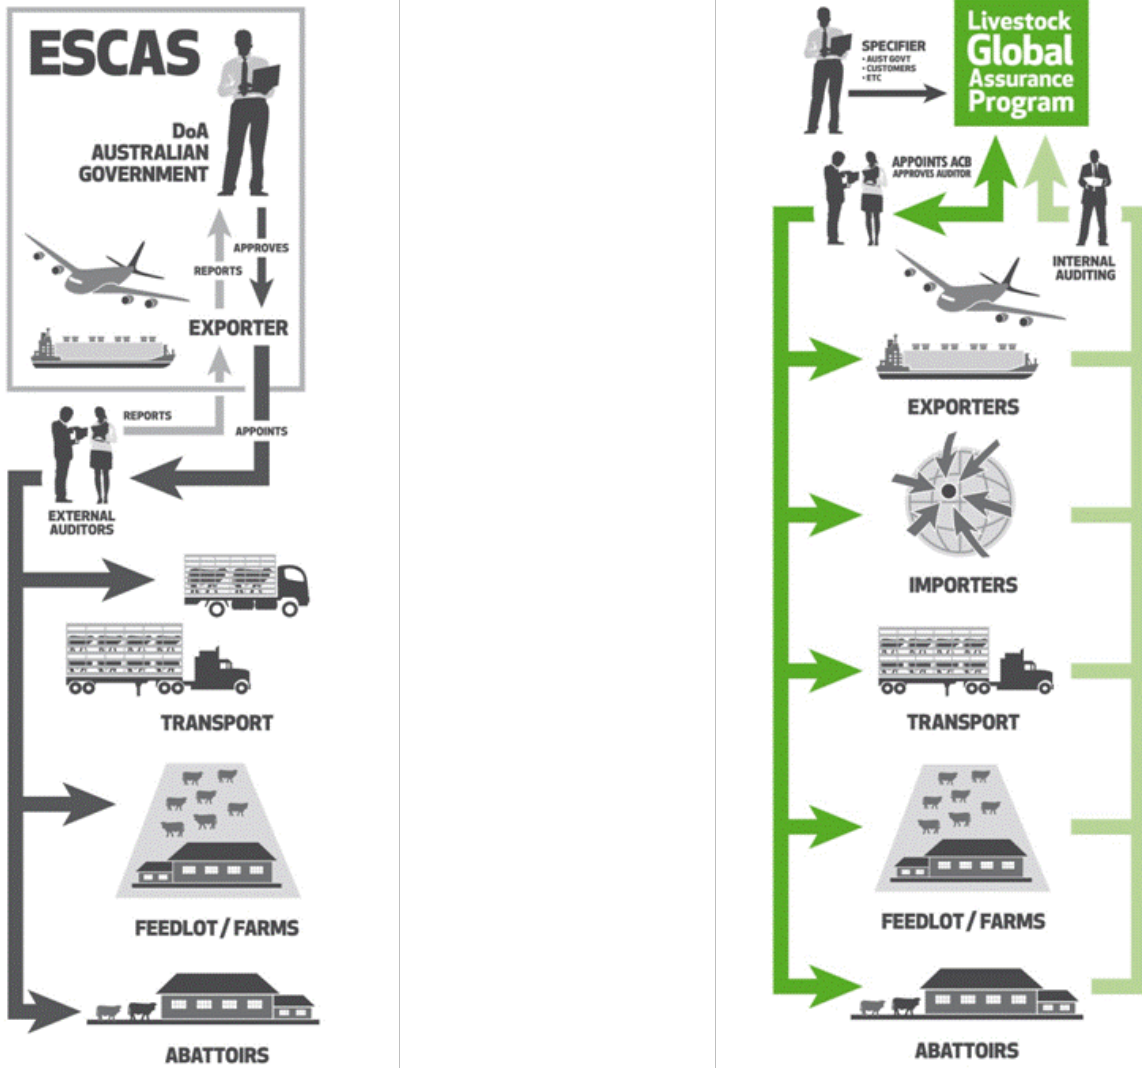 ESCAS
DoA
AUSTRALIAN
GOVERNMENT
APPROVES
REPORTS
EXPORTER
REPORTS
APPOINTS
EXTERNAL
AUDITORS
TRANSPORT
FEEDLOT / FARMS
ABATTOIRS
Livestock
Global
Assurance
Program
SPECIFIER
• AUST GOVT
• CUSTOMERS
• ETC
APPOINTS ACB
APPROVES AUDITOR
INTERNAL
AUDITING
EXPORTERS
IMPORTERS
TRANSPORT
FEEDLOT / FARMS
ABATTOIRS